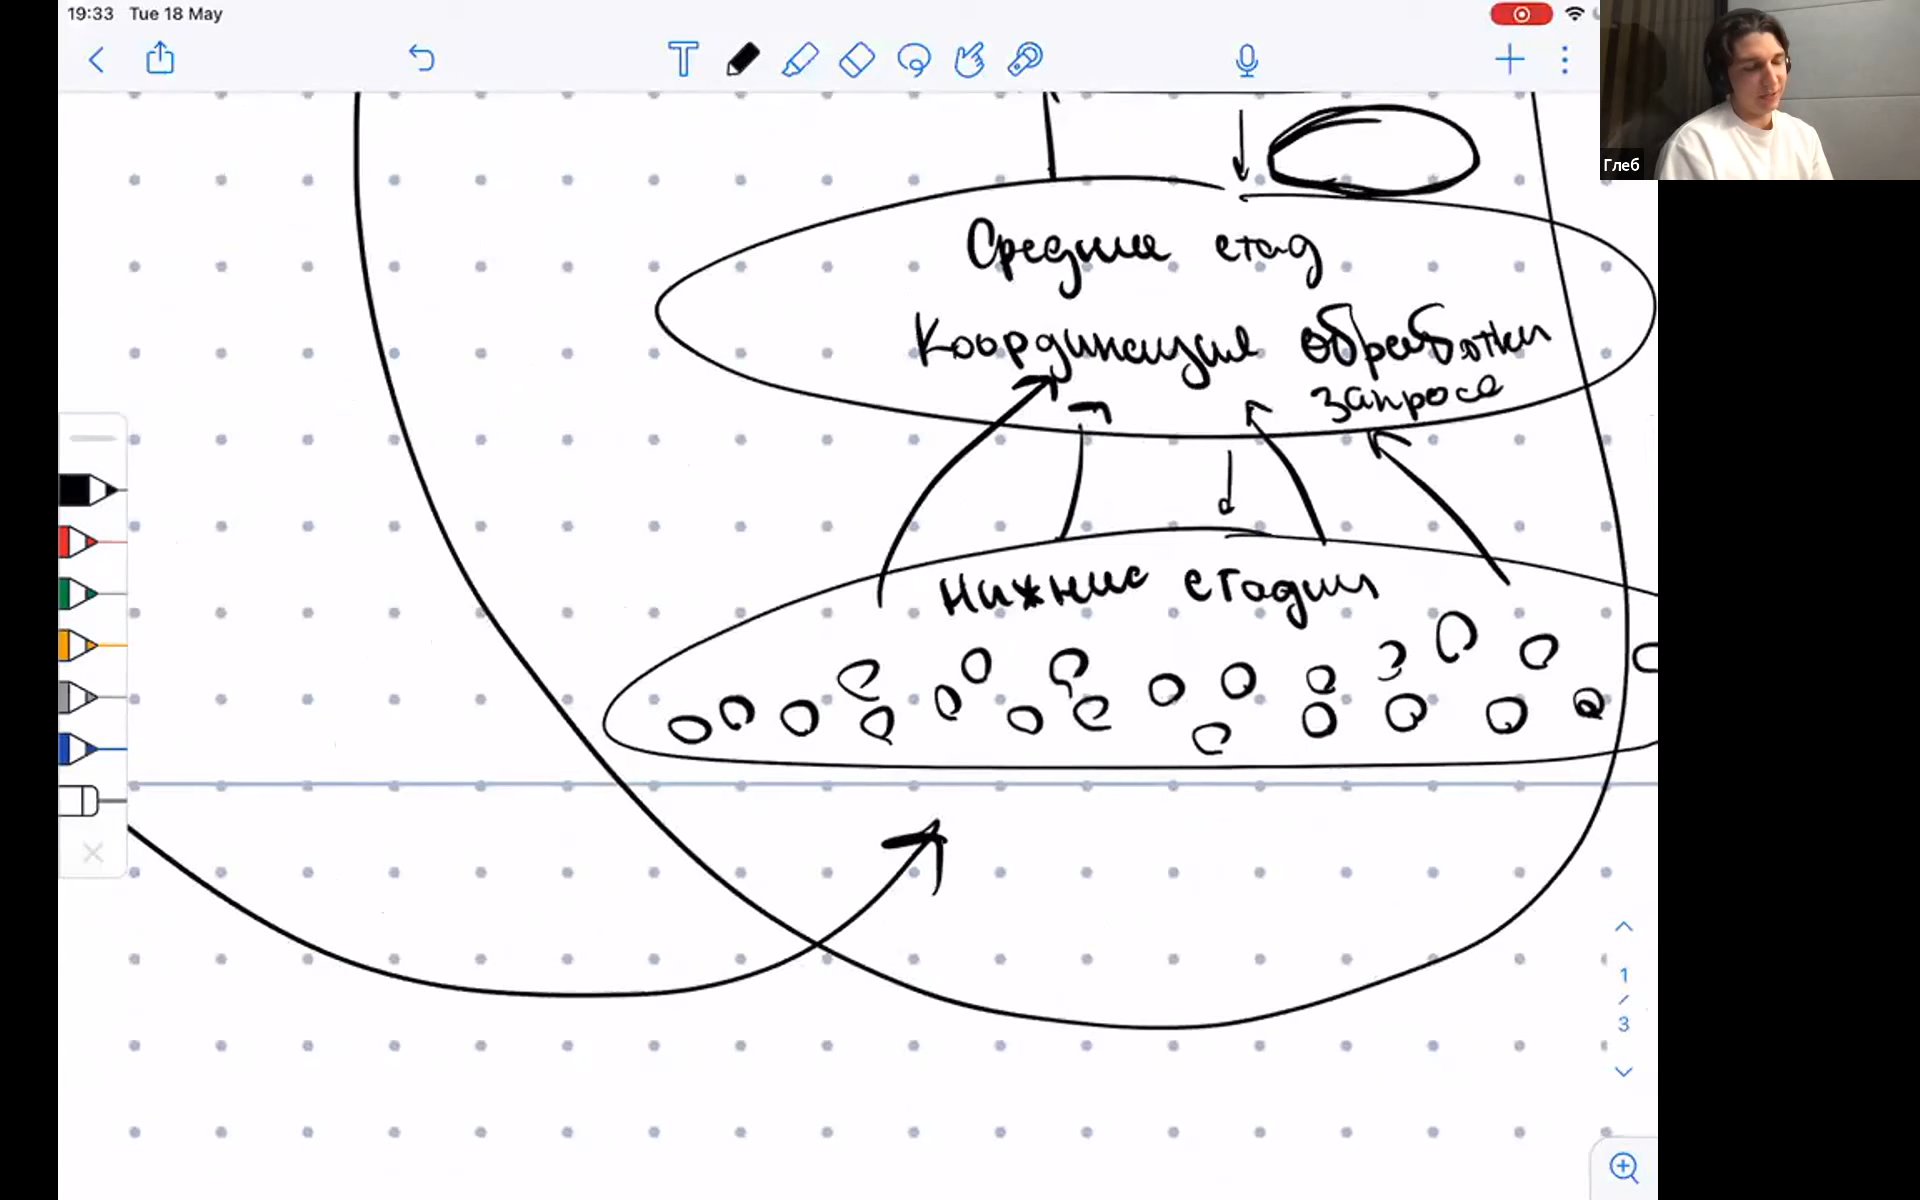 19:33 Tue 18 May
Глеб
Средние стад
Координация обработки
запроса
Нижние стадии
1
/
3